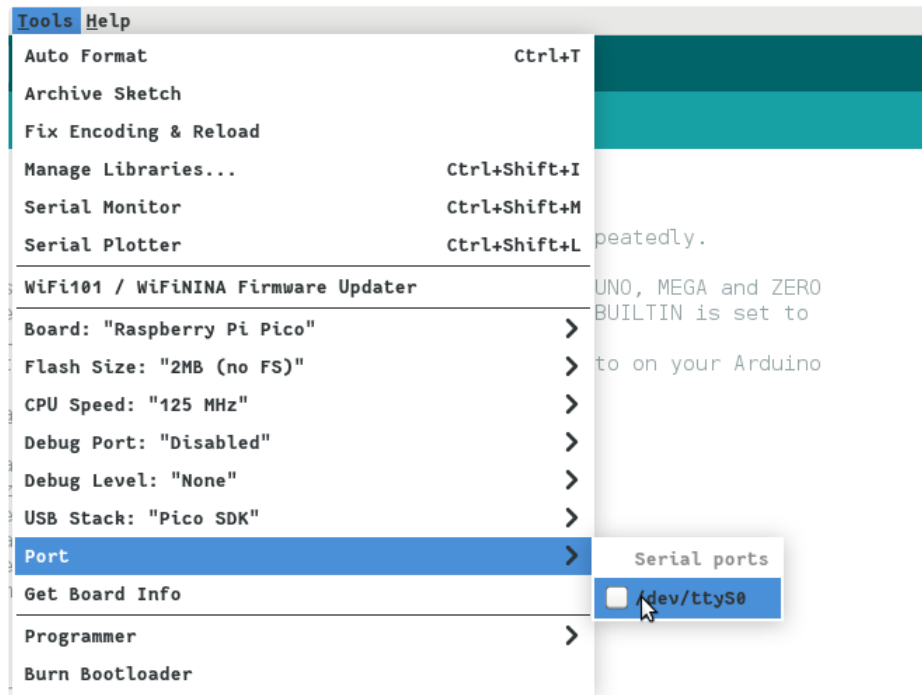 Tools Help
Auto Format Ctrl+T
Archive Sketch
Fix Encoding & Reload
Manage Libraries... Ctrl+Shift+I
Serial Monitor Ctrl+Shift+M
Serial Plotter Ctrl+Shift+L
peatedly.
WiFi101 / WiFiNINA Firmware Updater
UNO, MEGA and ZERO
BUILTIN is set to
Board: "Raspberry Pi Pico"
Flash Size: "2MB (no FS)"
to on your Arduino
CPU Speed: "125 MHz"
Debug Port: "Disabled"
Debug Level: "None"
USB Stack: "Pico SDK"
Port
Serial ports
/dev/ttyS0
Get Board Info
Programmer
Burn Bootloader